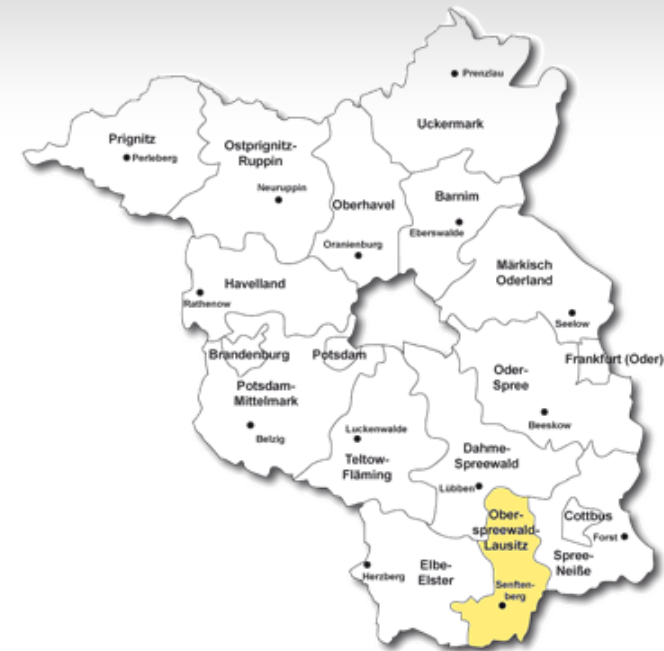 Prenzlau
Uckermark
Prignitz
Perleberg
Ostprignitz-
Ruppin
Neuruppin
Oberhavel
Oranienburg
Barnim
Eberswalde
Märkisch
Oderland
Seelow
Havelland
Rathenow
Brandenburg
Potsdam
Frankfurt (Oder)
Potsdam-
Mittelmark
Belzig
Oder-
Spree
Beeskow
Luckenwalde
Teltow-
Fläming
Dahme-
Spreewald
Lübben
Ober-
spreewald-
Lausitz
Senften-
berg
Cottbus
Forst
Spree-
Neiße
Elbe-
Elster
Herzberg